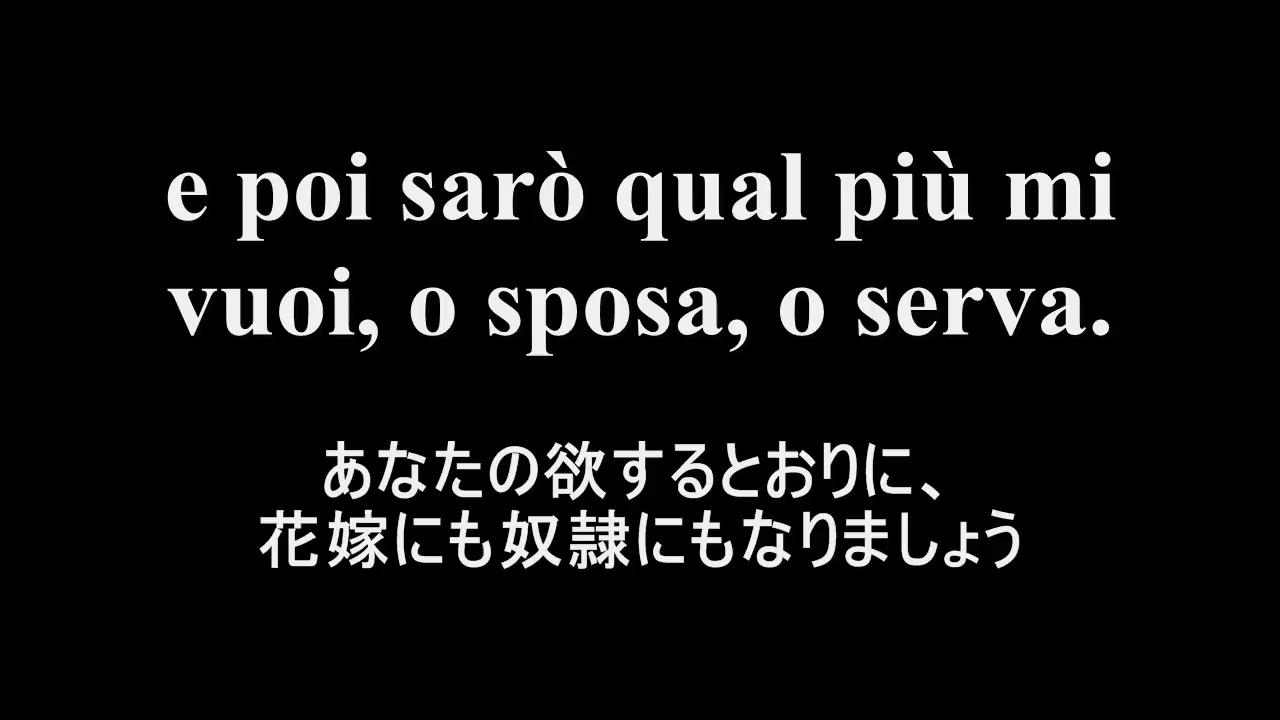 e poi sarò qual più mi
vuoi, o sposa, o serva.
あなたの欲するとおりに、
花嫁にも奴隷にもなりましょう